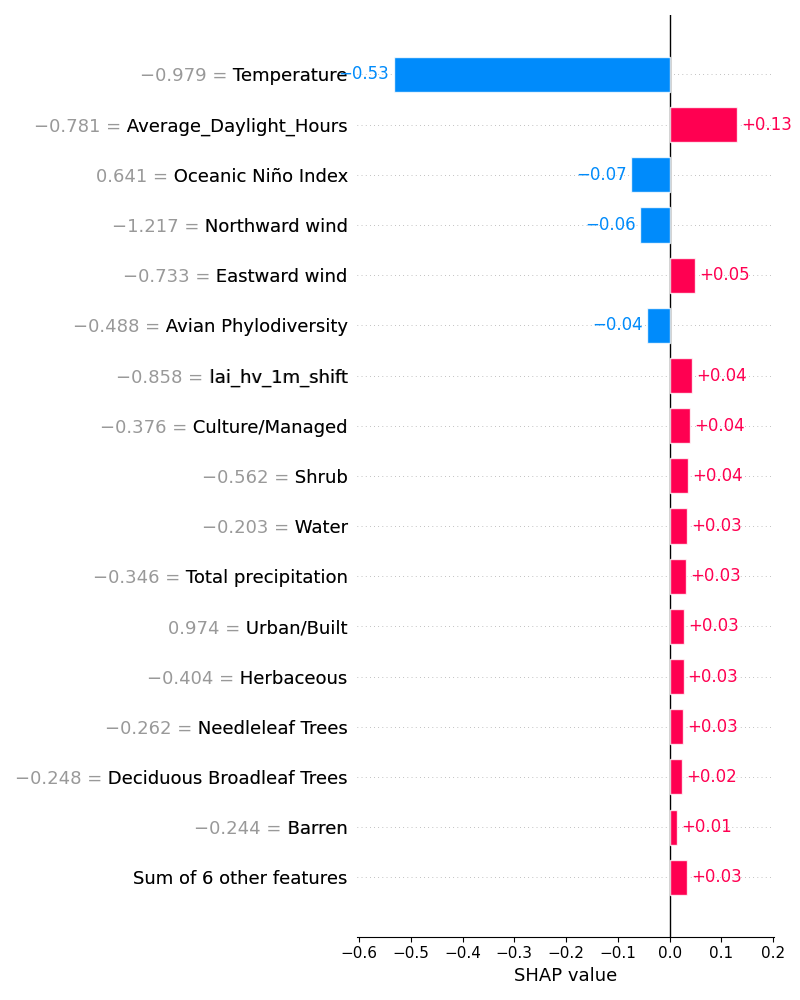 −0.979 = Temperature −0.53
−0.781 = Average_Daylight_Hours +0.13
0.641 = Oceanic Niño Index −0.07
−1.217 = Northward wind −0.06
−0.733 = Eastward wind +0.05
−0.488 = Avian Phylodiversity −0.04
−0.858 = lai_hv_1m_shift +0.04
−0.376 = Culture/Managed +0.04
−0.562 = Shrub +0.04
−0.203 = Water +0.03
−0.346 = Total precipitation +0.03
0.974 = Urban/Built +0.03
−0.404 = Herbaceous +0.03
−0.262 = Needleleaf Trees +0.03
−0.248 = Deciduous Broadleaf Trees +0.02
−0.244 = Barren +0.01
Sum of 6 other features +0.03
−0.6 −0.5 −0.4 −0.3 −0.2 −0.1 0.0 0.1 0.2
SHAP value